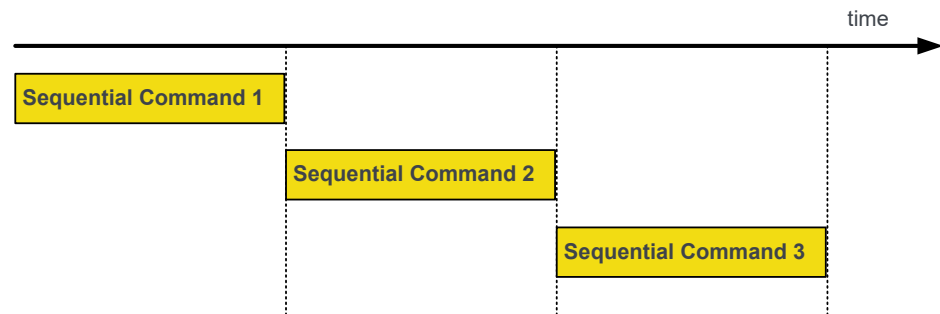 time
Sequential Command 1
Sequential Command 2
Sequential Command 3